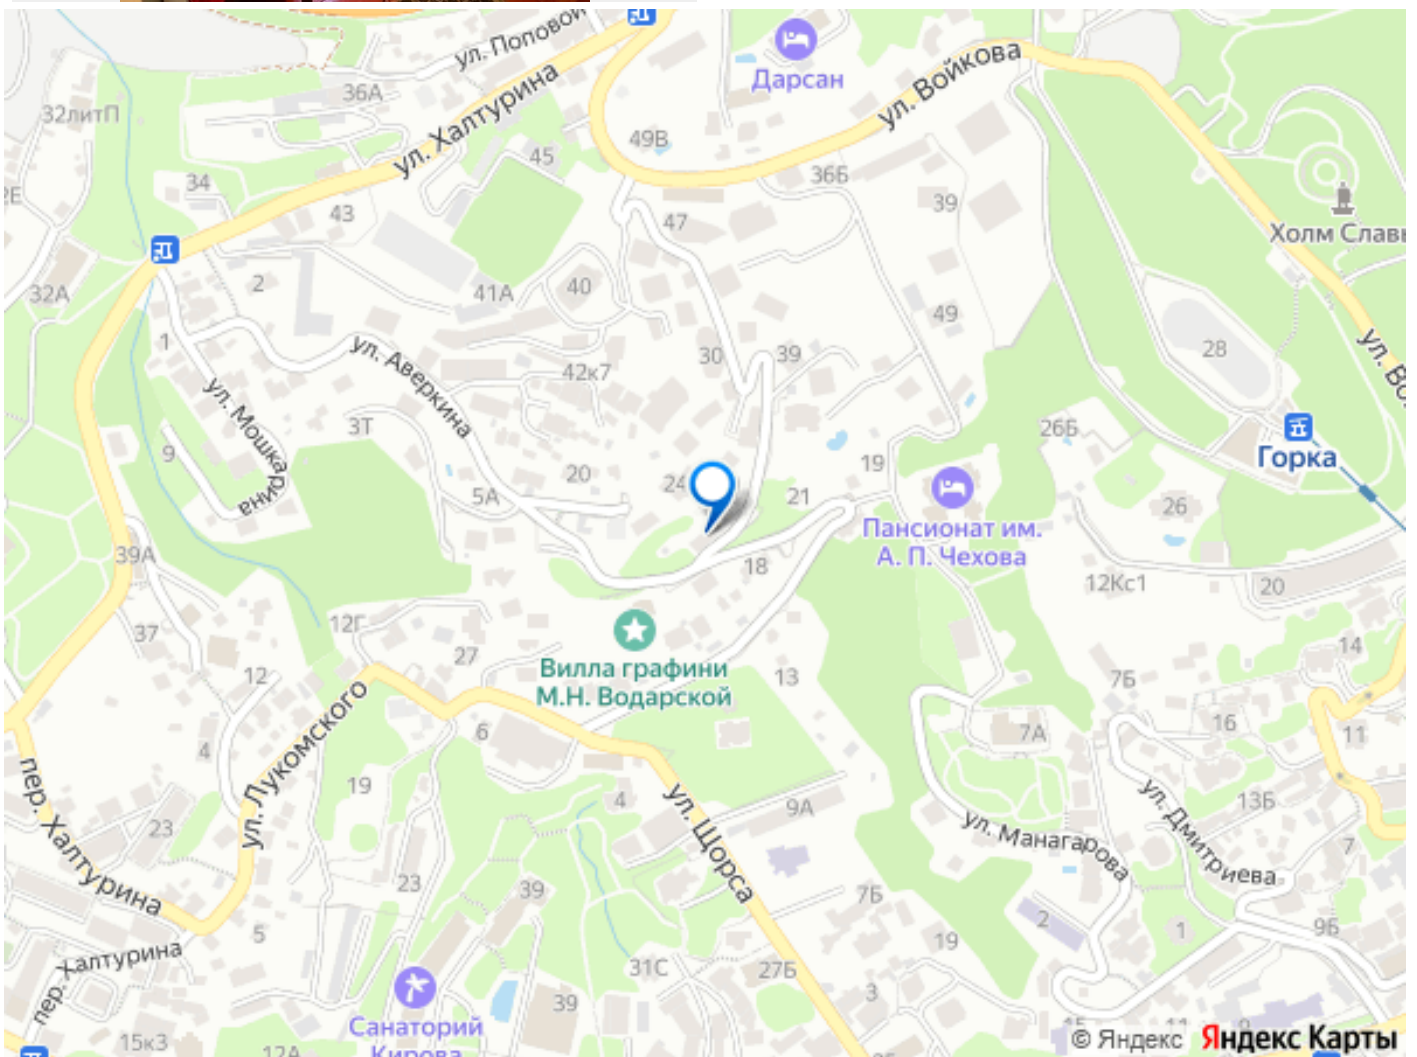 ул. Поповой
Дарсан
ул. Войкова
32литП
36А
ул. Халтурина
49В
45
36Б
34
43
47
39
Холм Славы
32А
2
41А
40
49
1
ул. Аверкина
30
39
28
ул. Мошкарина
42к7
3Т
26Б
Горка
9
20
24
19
5А
21
26
Пансионат им.
А. П. Чехова
39А
18
12Кс1
20
37
12Г
27
Вилла графини
М.Н. Водарской
14
12
13
7Б
16
6
7А
11
4
ул. Лукомского
пер. Халтурина
19
4
ул. Щорса
9А
ул. Дмитриева
13Б
23
ул. Манагарова
7
23
39
7Б
2
5
19
1
9Б
пер. Халтурина
31С
27Б
3
39
Санаторий
Кирова
15к3
12А
© Яндекс Яндекс Карты